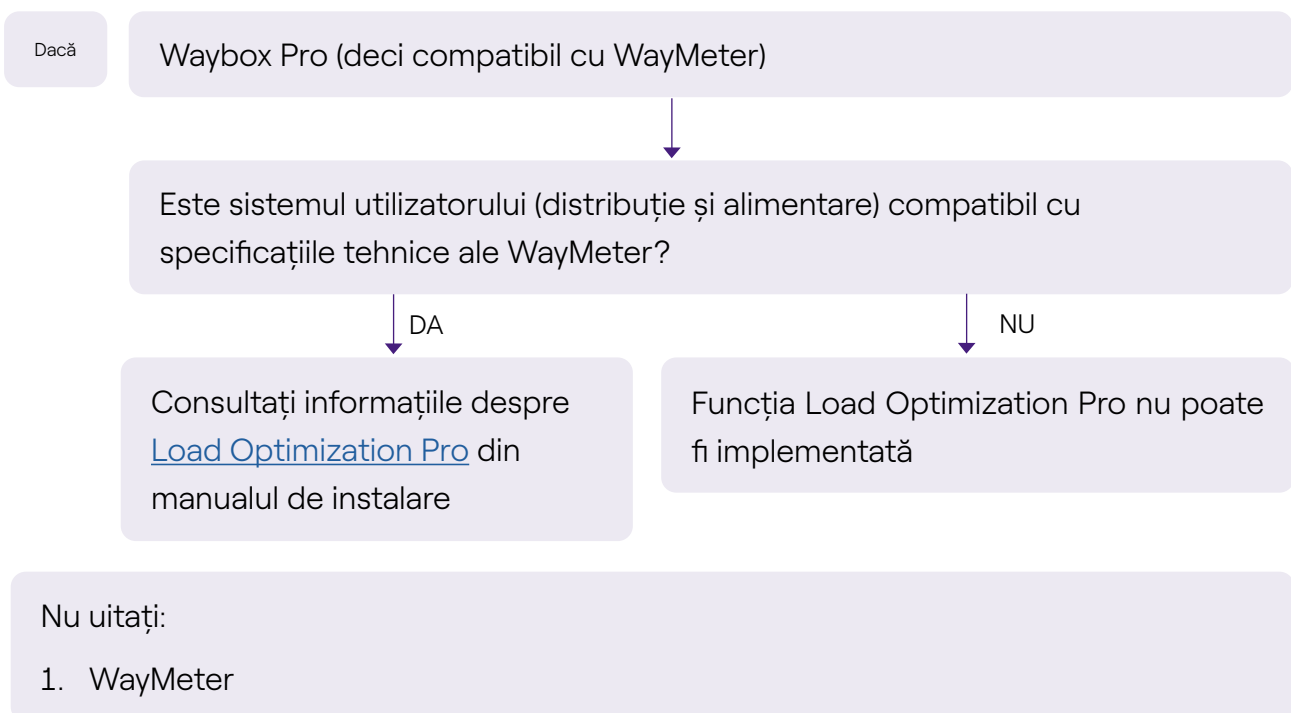 Dacă
Waybox Pro (deci compatibil cu WayMeter)
Este sistemul utilizatorului (distribuție și alimentare) compatibil cu
specificațiile tehnice ale WayMeter?
DA
NU
Consultați informațiile despre
Load Optimization Pro din
manualul de instalare
Funcția Load Optimization Pro nu poate
fi implementată
Nu uitați:
1. WayMeter